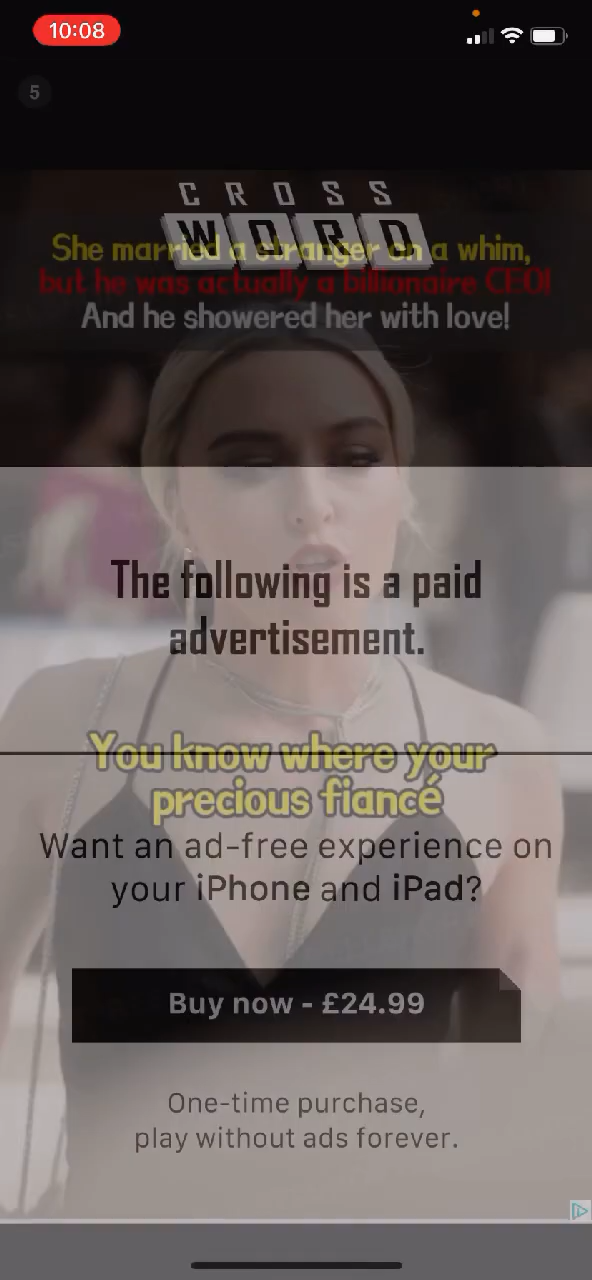 10:08
5
CROSS
WORD
She married a stranger on a whim,
but he was actually a billionaire CEO!
And he showered her with love!
The following is a paid
advertisement.
You know where your
precious fiancé
Want an ad-free experience on
your iPhone and iPad?
Buy now - £24.99
One-time purchase,
play without ads forever.